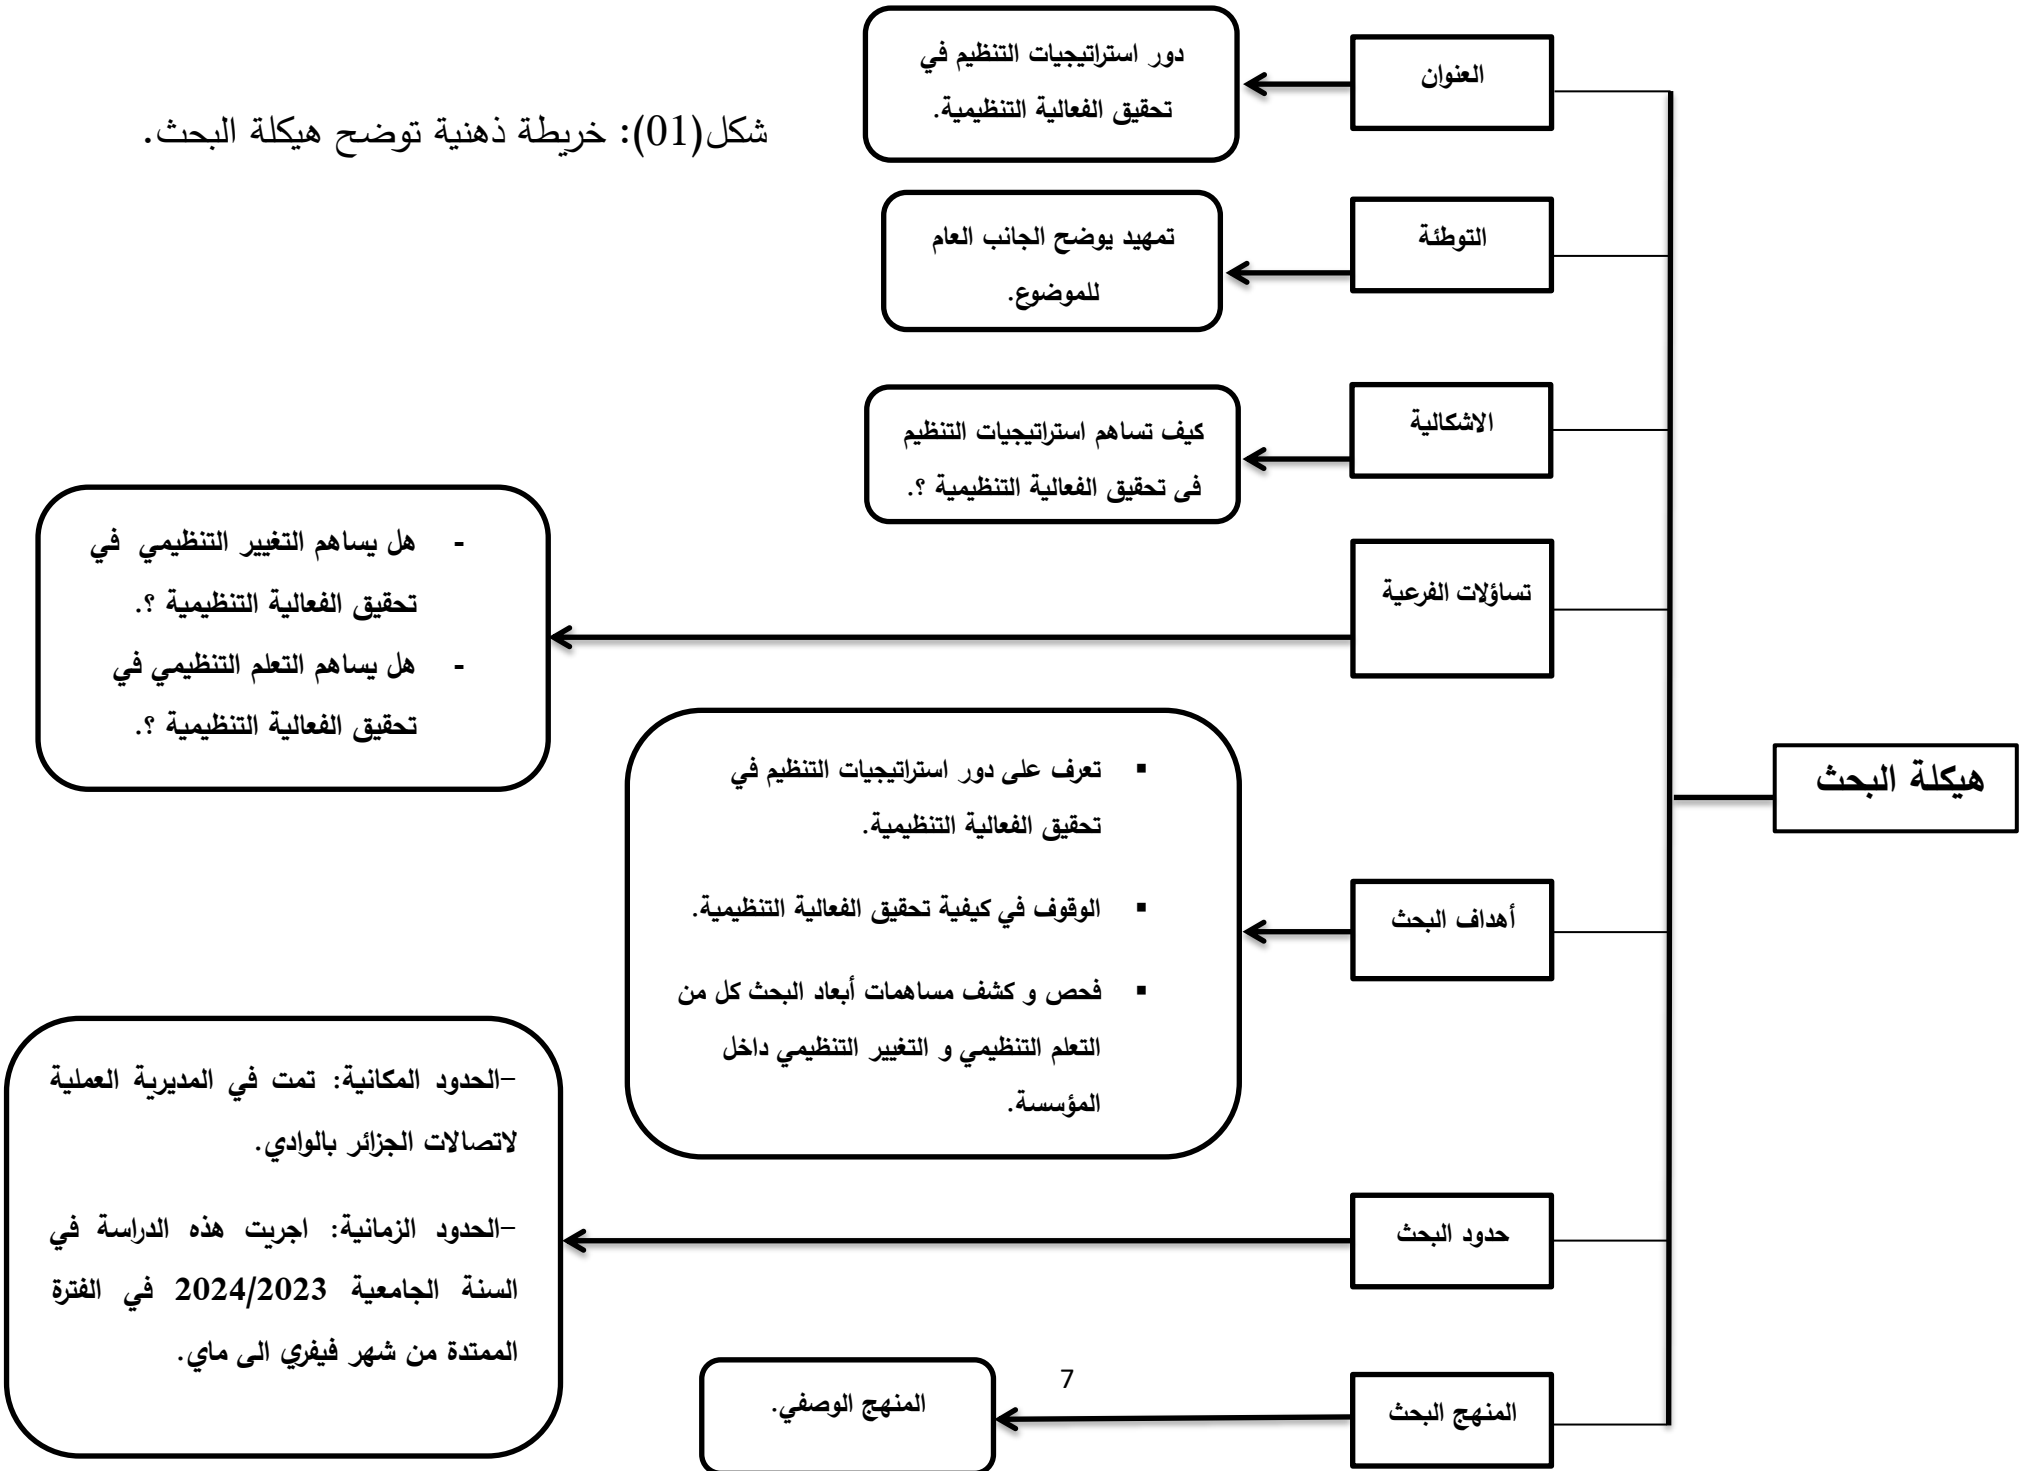 شكل(01): خريطة ذهنية توضح هيكلة البحث.
هيكلة البحث
العنوان
دور استراتيجيات التنظيم في
تحقيق الفعالية التنظيمية.
التوطئة
تمهيد يوضح الجانب العام
للموضوع.
الاشكالية
كيف تساهم استراتيجيات التنظيم
فى تحقيق الفعالية التنظيمية ؟.
تساؤلات الفرعية
- هل يساهم التغيير التنظيمي في
تحقيق الفعالية التنظيمية ؟.
- هل يساهم التعلم التنظيمي في
تحقيق الفعالية التنظيمية ؟.
أهداف البحث
▪ تعرف على دور استراتيجيات التنظيم في
تحقيق الفعالية التنظيمية.
▪ الوقوف في كيفية تحقيق الفعالية التنظيمية.
▪ فحص و كشف مساهمات أبعاد البحث كل من
التعلم التنظيمي و التغيير التنظيمي داخل
المؤسسة.
حدود البحث
-الحدود المكانية: تمت في المديرية العملية
لاتصالات الجزائر بالوادي.
-الحدود الزمانية: اجريت هذه الدراسة في
السنة الجامعية 2024/2023 في الفترة
الممتدة من شهر فيفري الى ماي.
المنهج البحث
المنهج الوصفي.
7